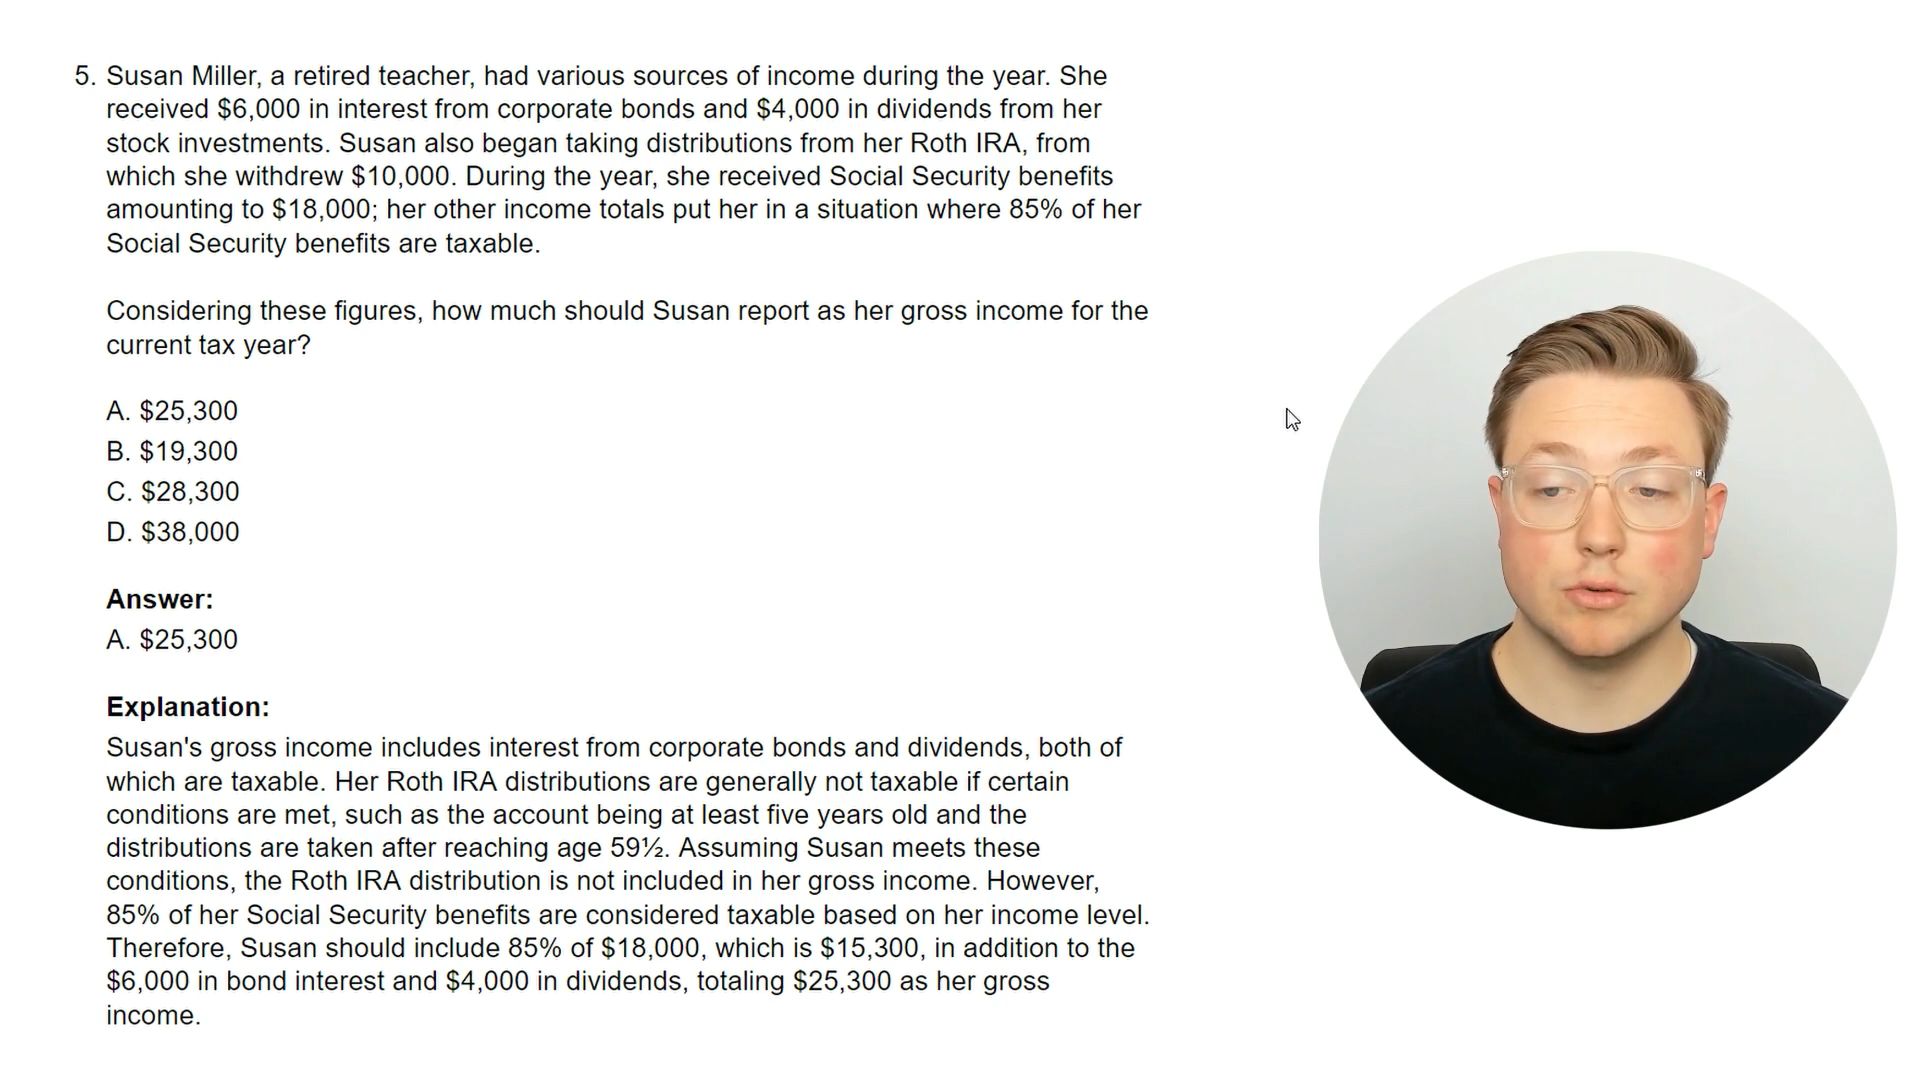 5. Susan Miller, a retired teacher, had various sources of income during the year. She
received $6,000 in interest from corporate bonds and $4,000 in dividends from her
stock investments. Susan also began taking distributions from her Roth IRA, from
which she withdrew $10,000. During the year, she received Social Security benefits
amounting to $18,000; her other income totals put her in a situation where 85% of her
Social Security benefits are taxable.
Considering these figures, how much should Susan report as her gross income for the
current tax year?
A. $25,300
B. $19,300
C. $28,300
D. $38,000
Answer:
A. $25,300
Explanation:
Susan's gross income includes interest from corporate bonds and dividends, both of
which are taxable. Her Roth IRA distributions are generally not taxable if certain
conditions are met, such as the account being at least five years old and the
distributions are taken after reaching age 59½. Assuming Susan meets these
conditions, the Roth IRA distribution is not included in her gross income. However,
85% of her Social Security benefits are considered taxable based on her income level.
Therefore, Susan should include 85% of $18,000, which is $15,300, in addition to the
$6,000 in bond interest and $4,000 in dividends, totaling $25,300 as her gross
income.